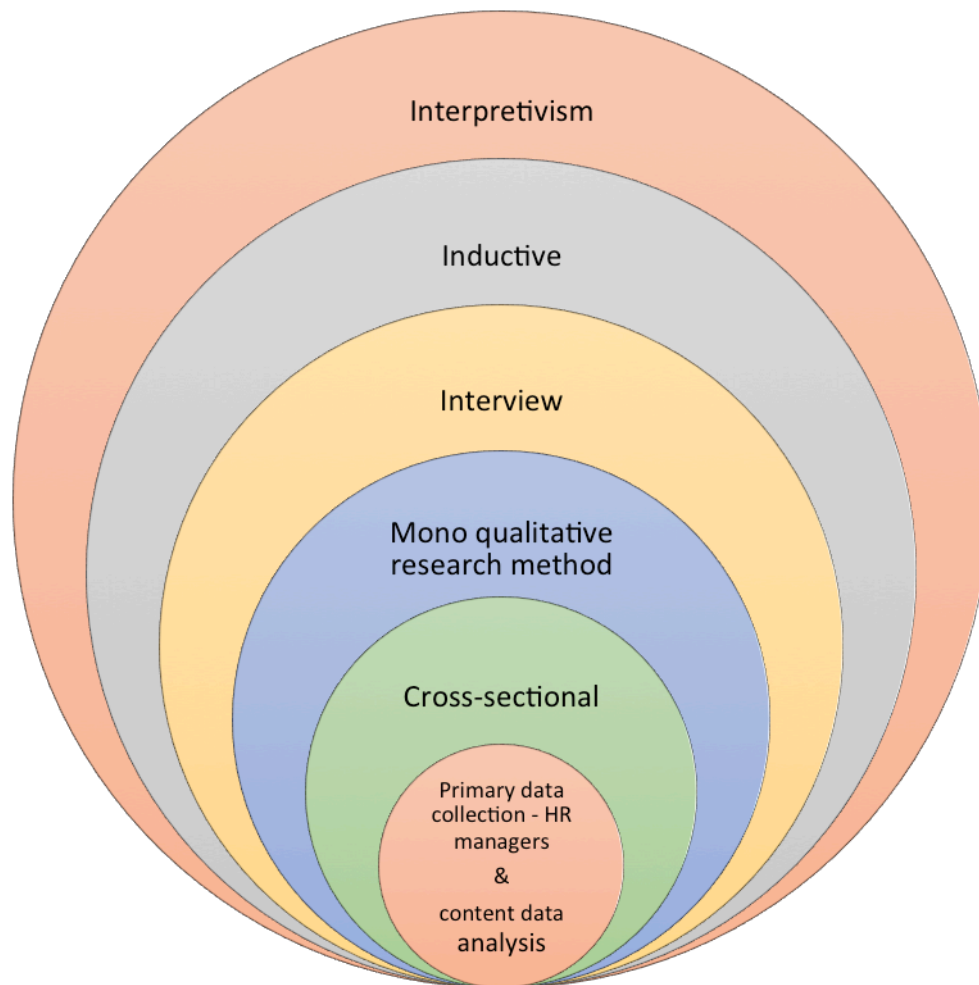 Interpretivism
Inductive
Interview
Mono qualitative
research method
Cross-sectional
Primary data
collection - HR
managers
&
content data
analysis